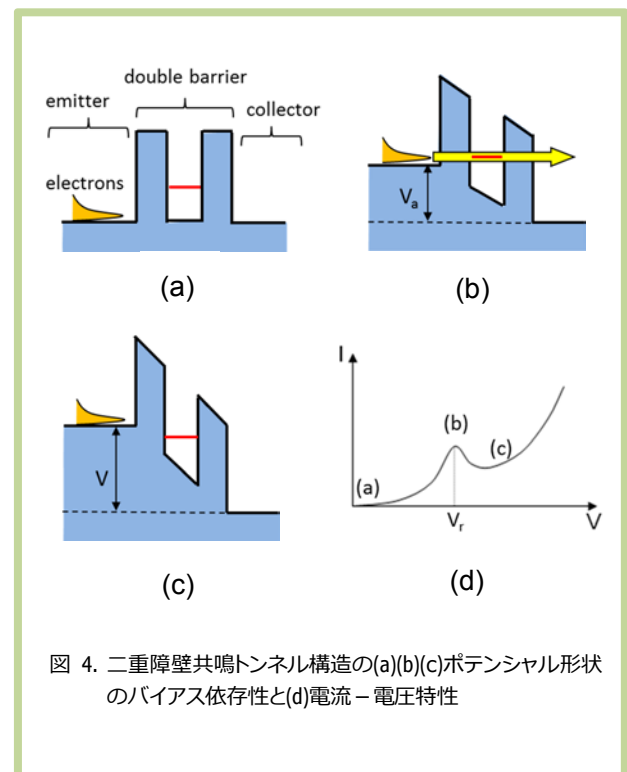 double barrier
emitter
collector
electrons
(a)
V
a
(b)
V
(c)
I
(b)
(c)
(a)
V
r
V
(d)
図 4. 二重障壁共鳴トンネル構造の(a)(b)(c)ポテンシャル形状
のバイアス依存性と(d)電流 – 電圧特性